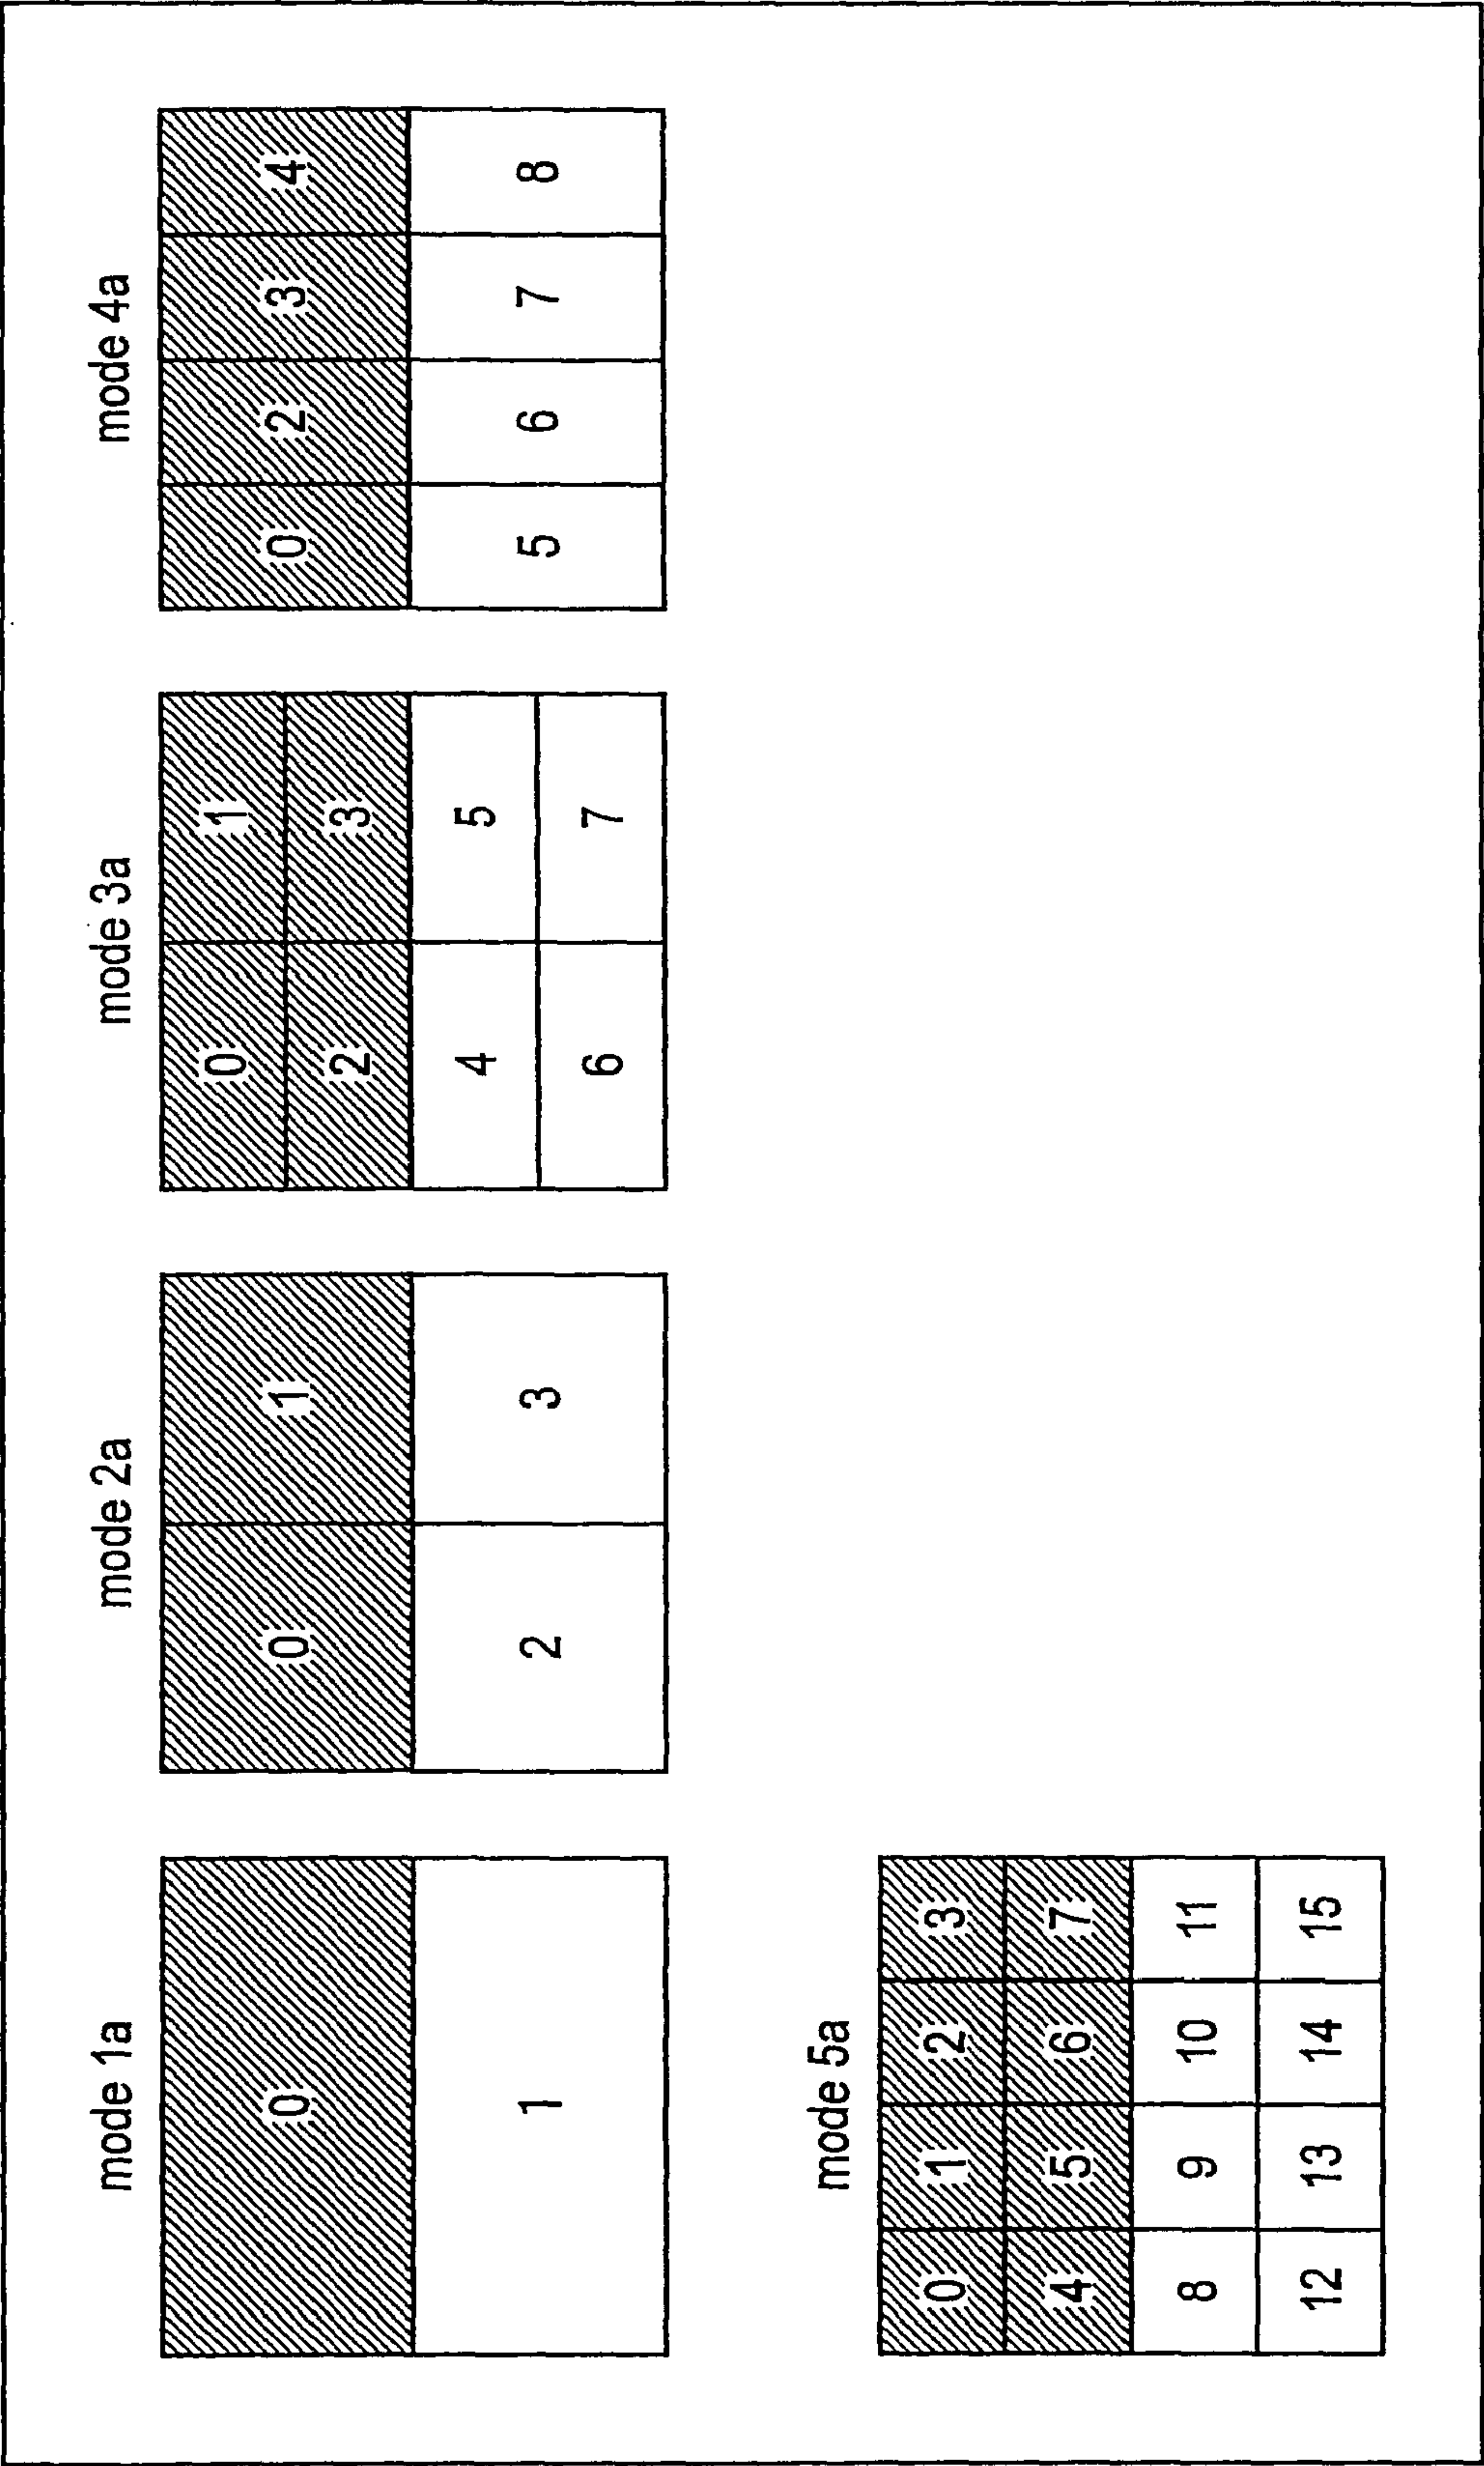 mode 1a
0
1
mode 2a
0 1
2 3
mode 3a
0 1
2 3
4 5
6 7
mode 4a
0 2 3 4
5 6 7 8
mode 5a
0 1 2 3
4 5 6 7
8 9 10 11
12 13 14 15